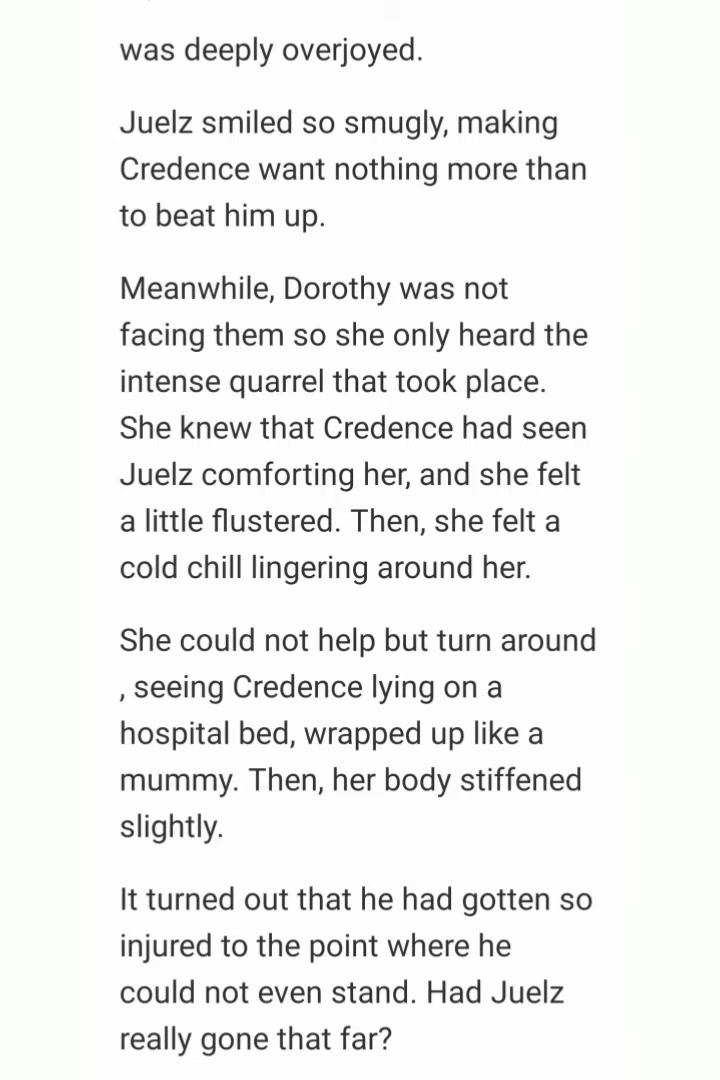 was deeply overjoyed.
Juelz smiled so smugly, making
Credence want nothing more than
to beat him up.
Meanwhile, Dorothy was not
facing them so she only heard the
intense quarrel that took place.
She knew that Credence had seen
Juelz comforting her, and she felt
a little flustered. Then, she felt a
cold chill lingering around her.
She could not help but turn around
, seeing Credence lying on a
hospital bed, wrapped up like a
mummy. Then, her body stiffened
slightly.
It turned out that he had gotten so
injured to the point where he
could not even stand. Had Juelz
really gone that far?